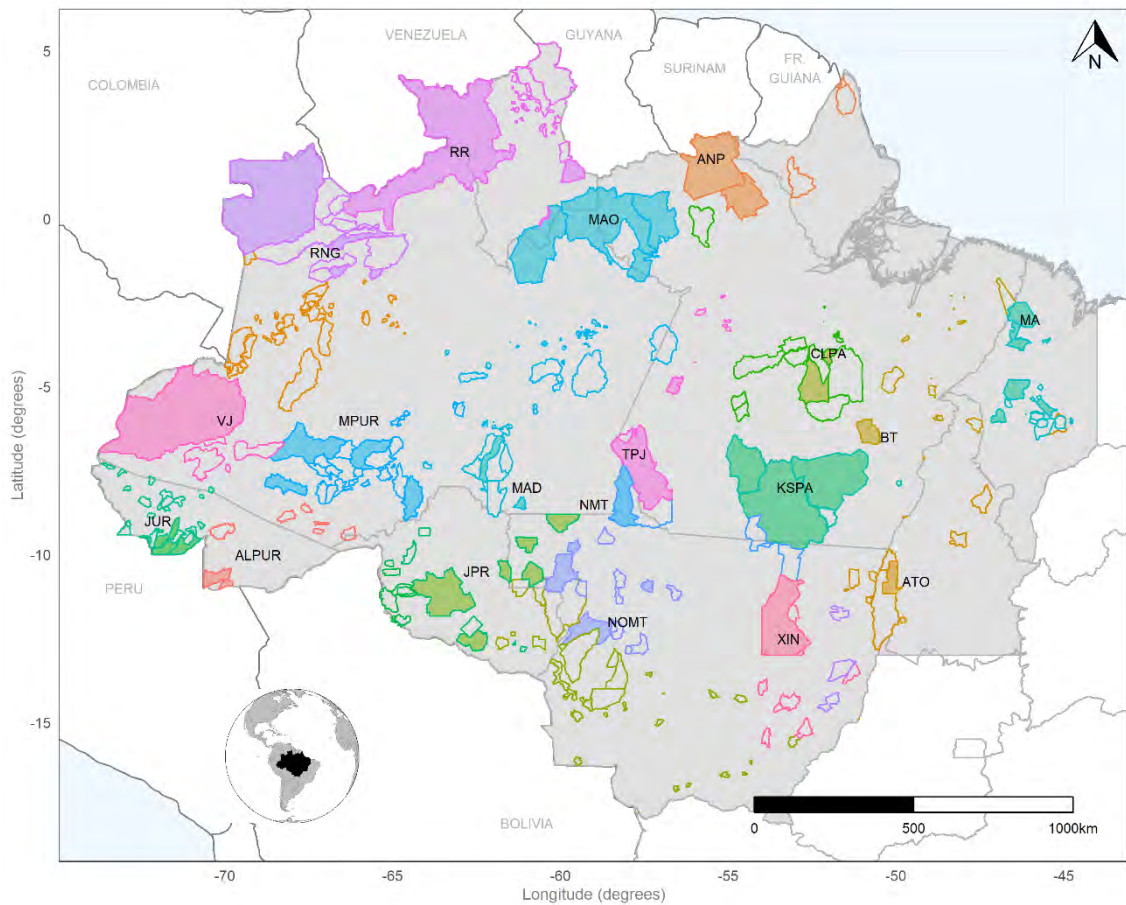 VENEZUELA
GUYANA
SURINAM
FR.
GUIANA
COLOMBIA
N
5
0
-5
-10
-15
Latitude (degrees)
RR
ANP
MAO
RNG
MA
CLPA
VJ
MPUR
BT
TPJ
MAD
NMT
KSPA
JUR
ALPUR
JPR
ATO
NOMT
XIN
PERU
BOLIVIA
0
500
1000km
-70
-65
-60
-55
-50
-45
Longitude (degrees)